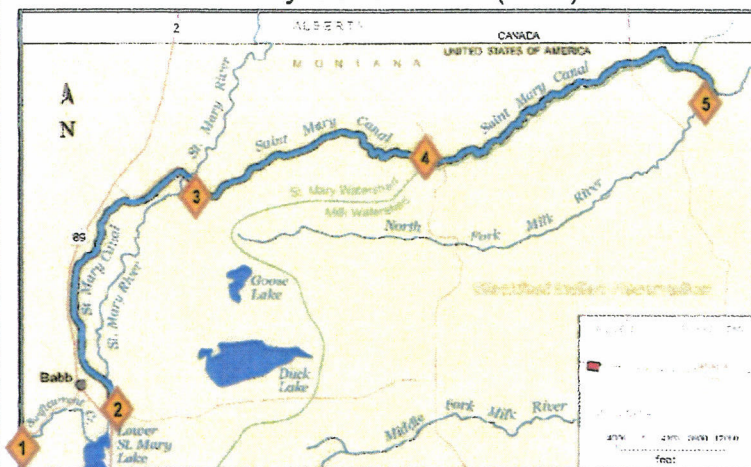 2
ALBERTA
CANADA
UNITED STATES OF AMERICA
MONTANA
N
St. Mary River
Saint Mary Canal
Saint Mary Canal
5
4
3
St. Mary Watershed
Milk Watershed
North Fork Milk River
89
St Mary Canal
St. Mary River
Goose
Lake
Duck
Lake
Babb
2
Swiftcurrent C.
1
Lower
St. Mary
Lake
Middle Fork Milk River
feet